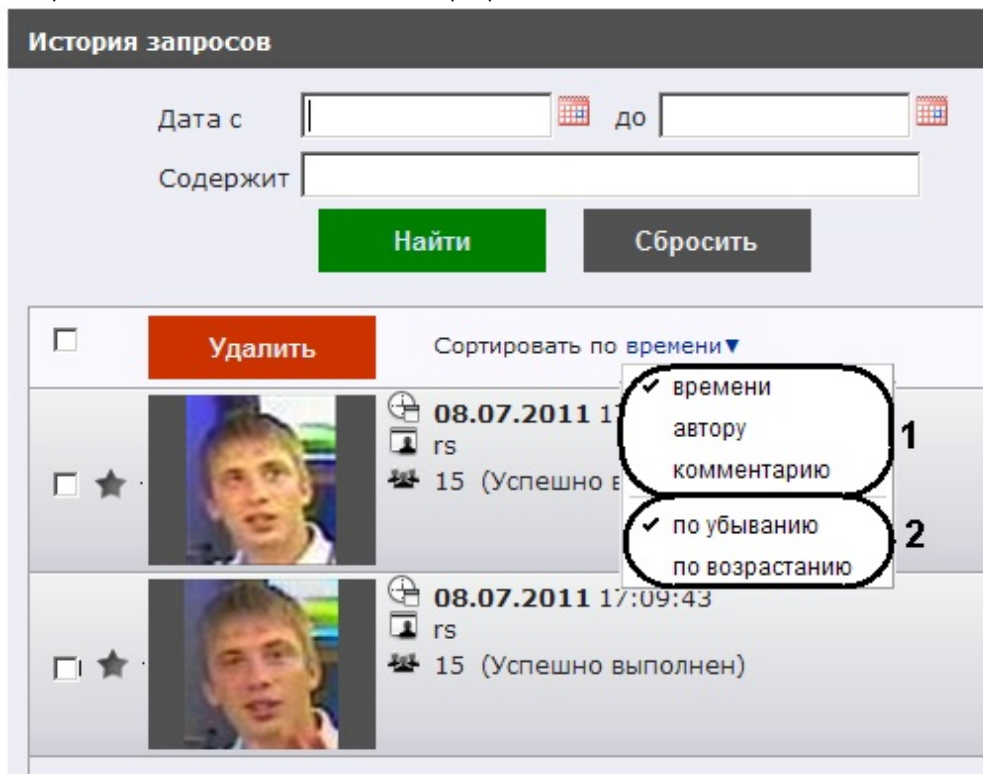 История запросов
Дата с до
Содержит
Найти Сбросить
Удалить Сортировать по времени▼
✔ времени
автору
комментарию
1
✔ по убыванию
по возрастанию
2
08.07.2011 1
rs
15 (Успешно в
08.07.2011 17:09:43
rs
15 (Успешно выполнен)